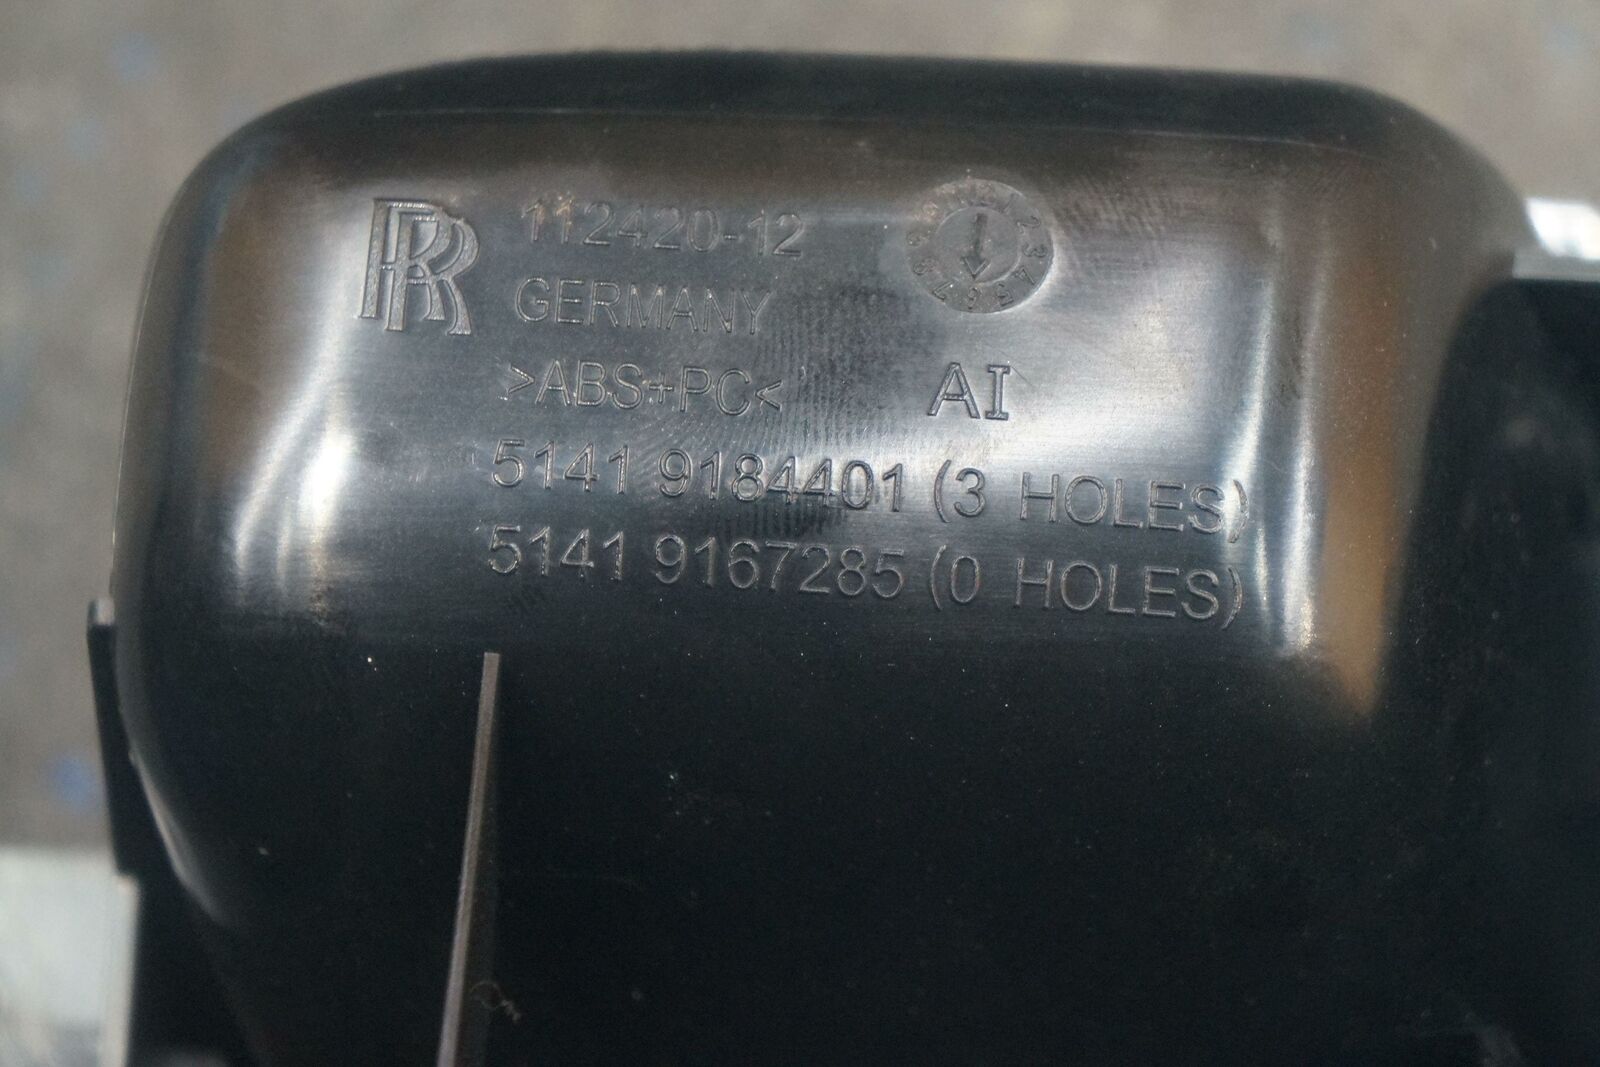 RR 112420-12
GERMANY
>ABS+PC< AI
5141 9184401 (3 HOLES)
5141 9167285 (0 HOLES)